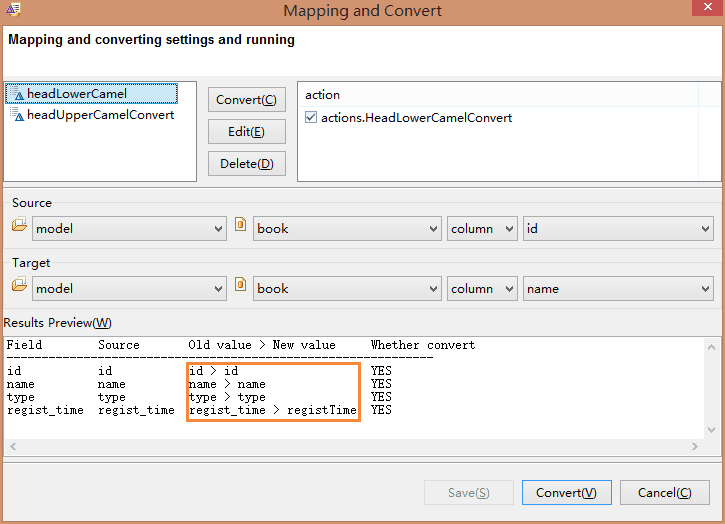 Mapping and Convert
Mapping and converting settings and running
headLowerCamel
headUpperCamelConvert
Convert(C)
Edit(E)
Delete(D)
action
actions.HeadLowerCamelConvert
Source
model book column id
Target
model book column name
Results Preview(W)
Field Source Old value > New value Whether convert
--------------------------------------------------------------
id id id > id YES
name name name > name YES
type type type > type YES
regist_time regist_time regist_time > registTime YES
Save(S) Convert(V) Cancel(C)